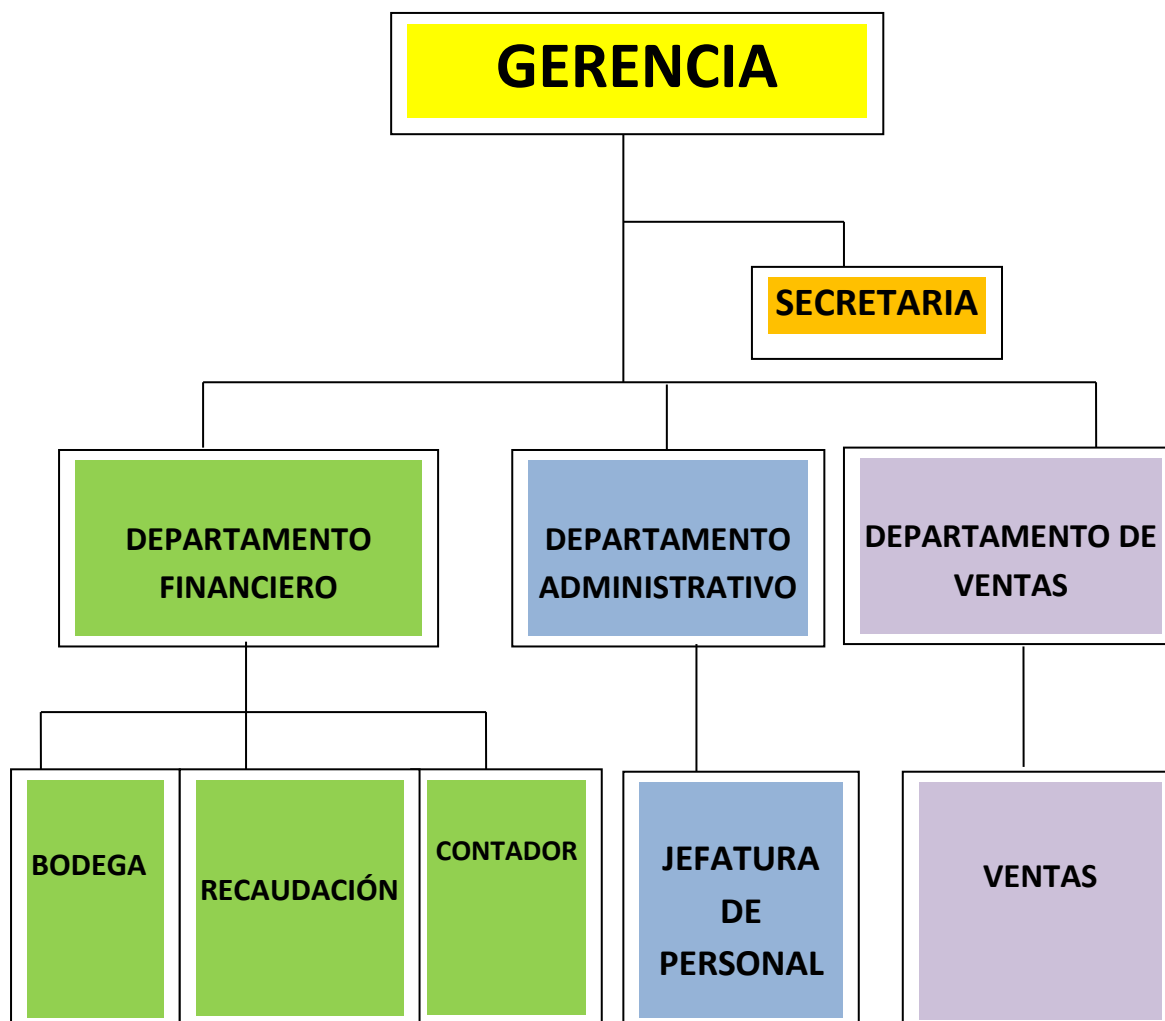 GERENCIA
SECRETARIA
DEPARTAMENTO
FINANCIERO
DEPARTAMENTO
ADMINISTRATIVO
DEPARTAMENTO DE
VENTAS
BODEGA
RECAUDACIÓN
CONTADOR
JEFATURA
DE
PERSONAL
VENTAS